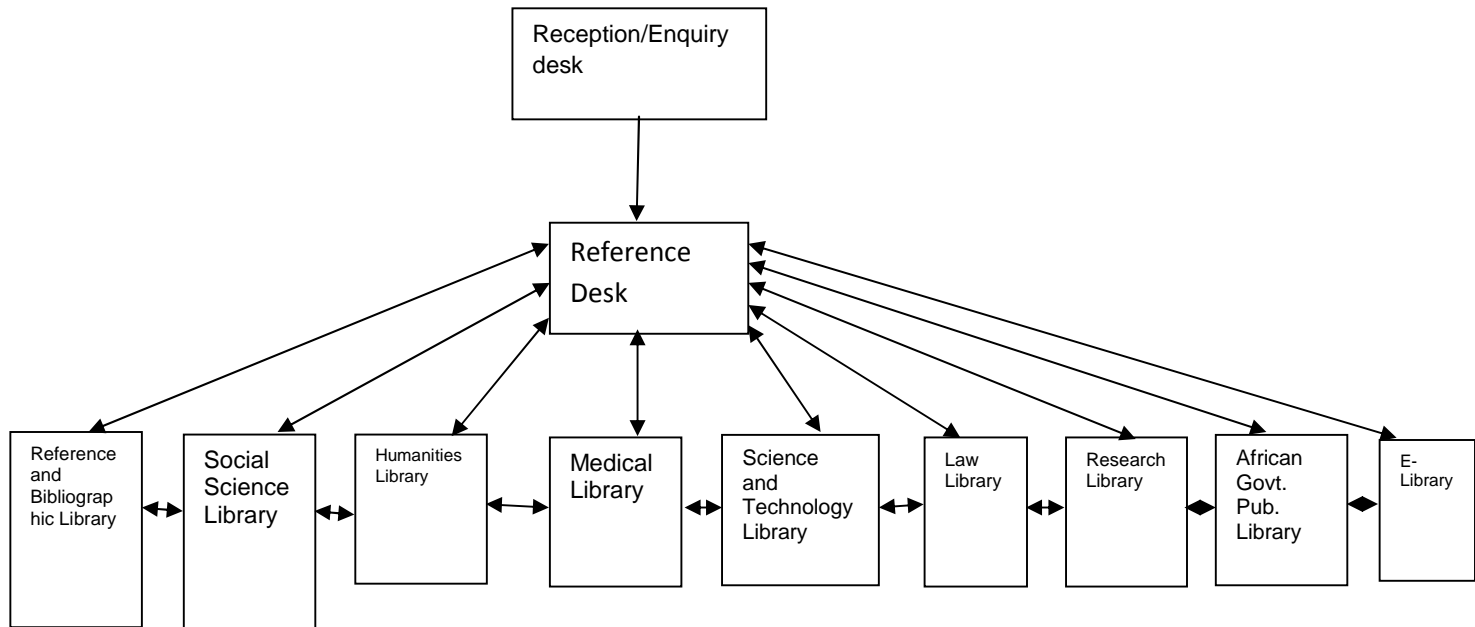 Reception/Enquiry
desk
Reference
Desk
Reference
and
Bibliograp
hic Library
Social
Science
Library
Humanities
Library
Medical
Library
Science
and
Technology
Library
Law
Library
Research
Library
African
Govt.
Pub.
Library
E-
Library